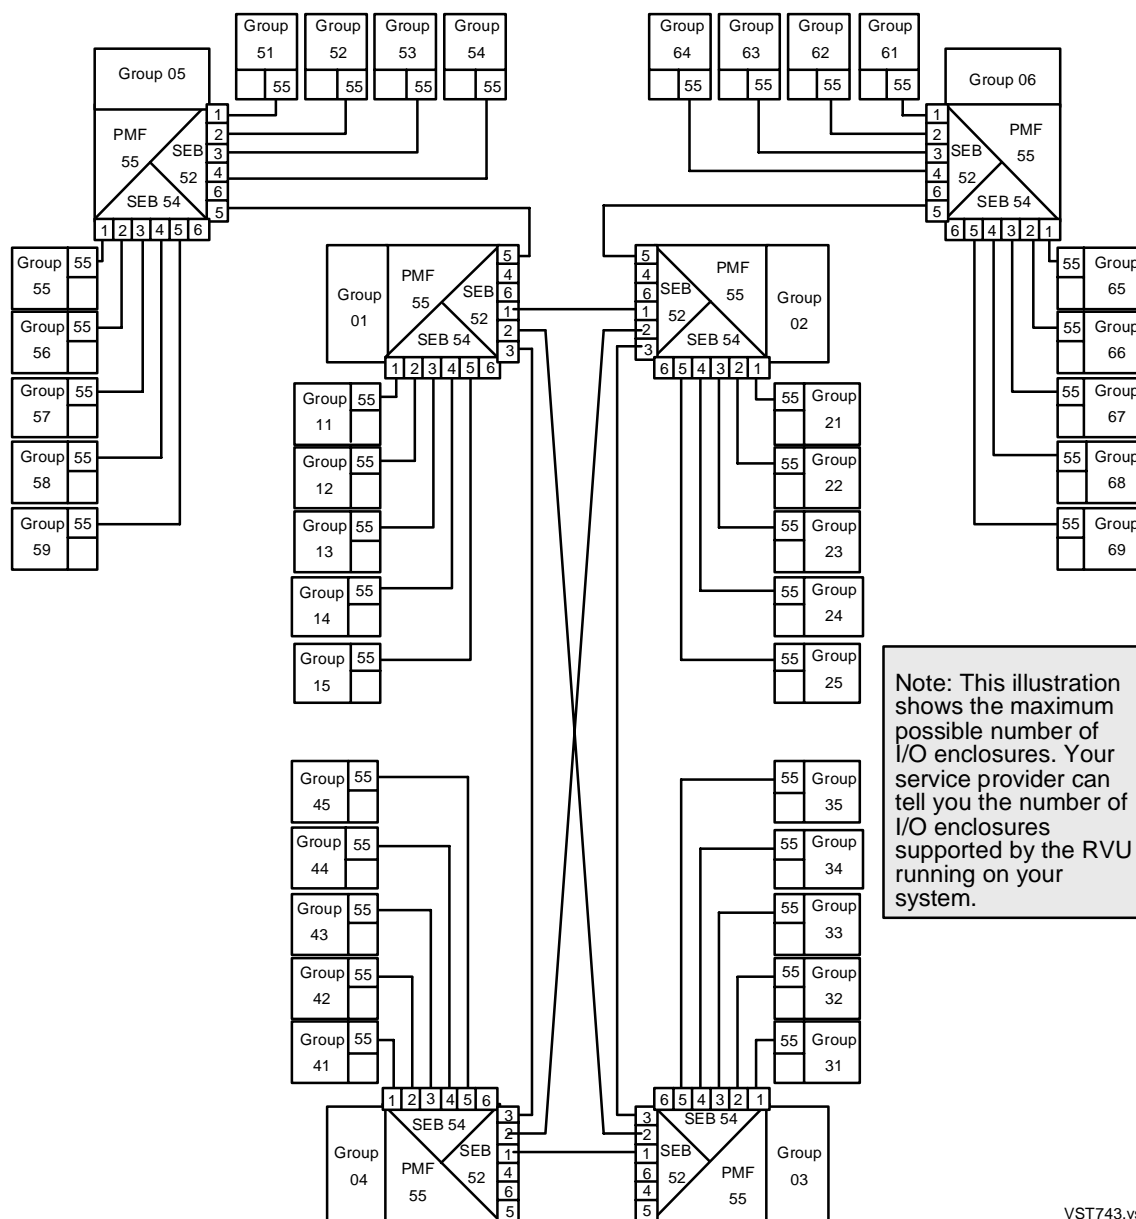 Group 51 55
Group 52 55
Group 53 55
Group 54 55
Group 64 55
Group 63 55
Group 62 55
Group 61 55
Group 05
PMF 55
SEB 52
SEB 54
1
2
3
4
6
5
1 2 3 4 5 6
Group 06
PMF 55
SEB 52
SEB 54
1
2
3
4
6
5
6 5 4 3 2 1
Group 55 55
Group 56 55
Group 57 55
Group 58 55
Group 59 55
Group 01
PMF 55
SEB 52
SEB 54
5
4
6
1
2
3
1 2 3 4 5 6
Group 02
PMF 55
SEB 52
SEB 54
5
4
6
1
2
3
6 5 4 3 2 1
55 Group 65
55 Group 66
55 Group 67
55 Group 68
55 Group 69
Group 11 55
Group 12 55
Group 13 55
Group 14 55
Group 15 55
55 Group 21
55 Group 22
55 Group 23
55 Group 24
55 Group 25
Note: This illustration
shows the maximum
possible number of
I/O enclosures. Your
service provider can
tell you the number of
I/O enclosures
supported by the RVU
running on your
system.
Group 45 55
Group 44 55
Group 43 55
Group 42 55
Group 41 55
55 Group 35
55 Group 34
55 Group 33
55 Group 32
55 Group 31
1 2 3 4 5 6
SEB 54
SEB 52
PMF 55
Group 04
3
2
1
4
6
5
6 5 4 3 2 1
SEB 54
SEB 52
PMF 55
Group 03
3
2
1
6
4
5
VST743.vs